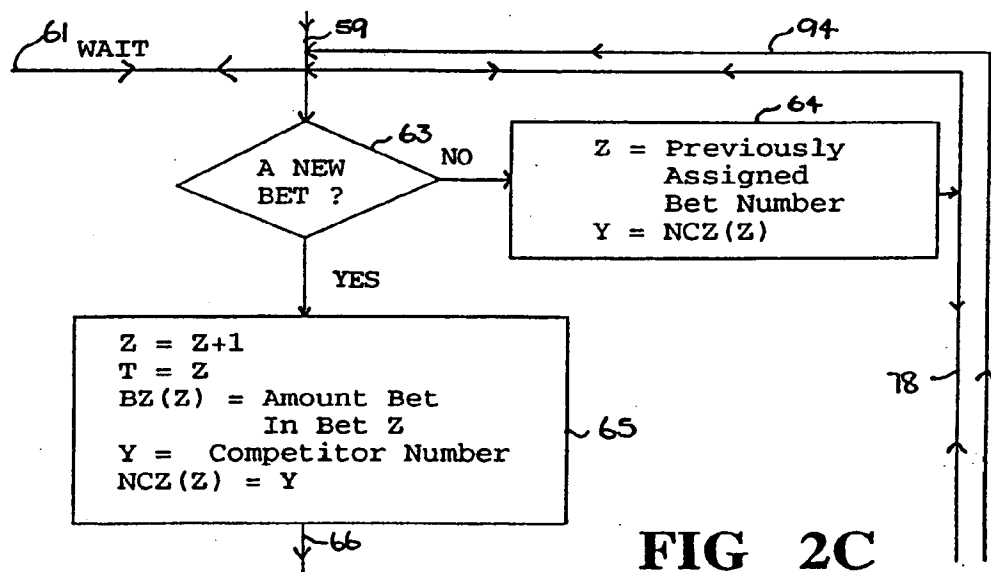 59
94
61 WAIT
64
63
A NEW
BET ?
NO
Z = Previously
Assigned
Bet Number
Y = NCZ(Z)
YES
Z = Z+1
T = Z
BZ(Z) = Amount Bet
In Bet Z
Y = Competitor Number
NCZ(Z) = Y
65
78
66
FIG 2C